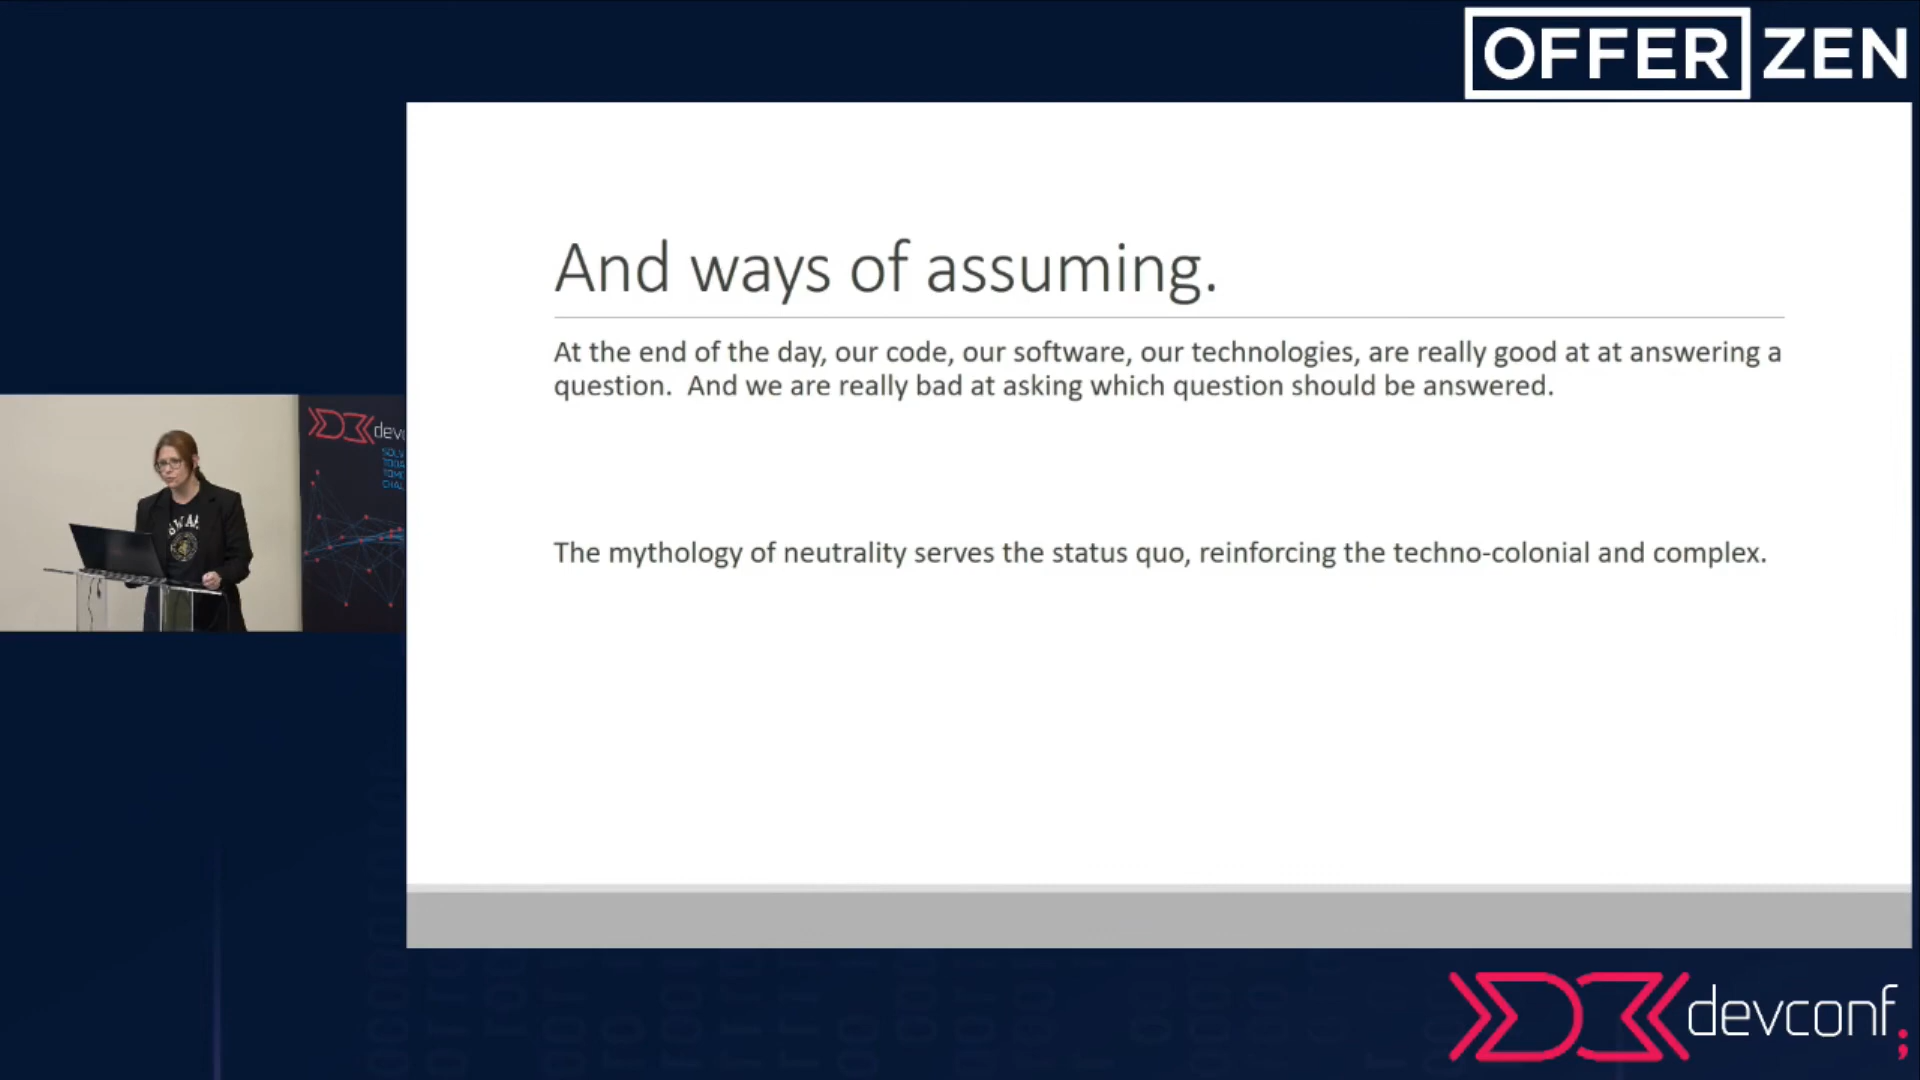 OFFER ZEN
And ways of assuming.
At the end of the day, our code, our software, our technologies, are really good at at answering a
question.  And we are really bad at asking which question should be answered.
The mythology of neutrality serves the status quo, reinforcing the techno-colonial and complex.
devconf;